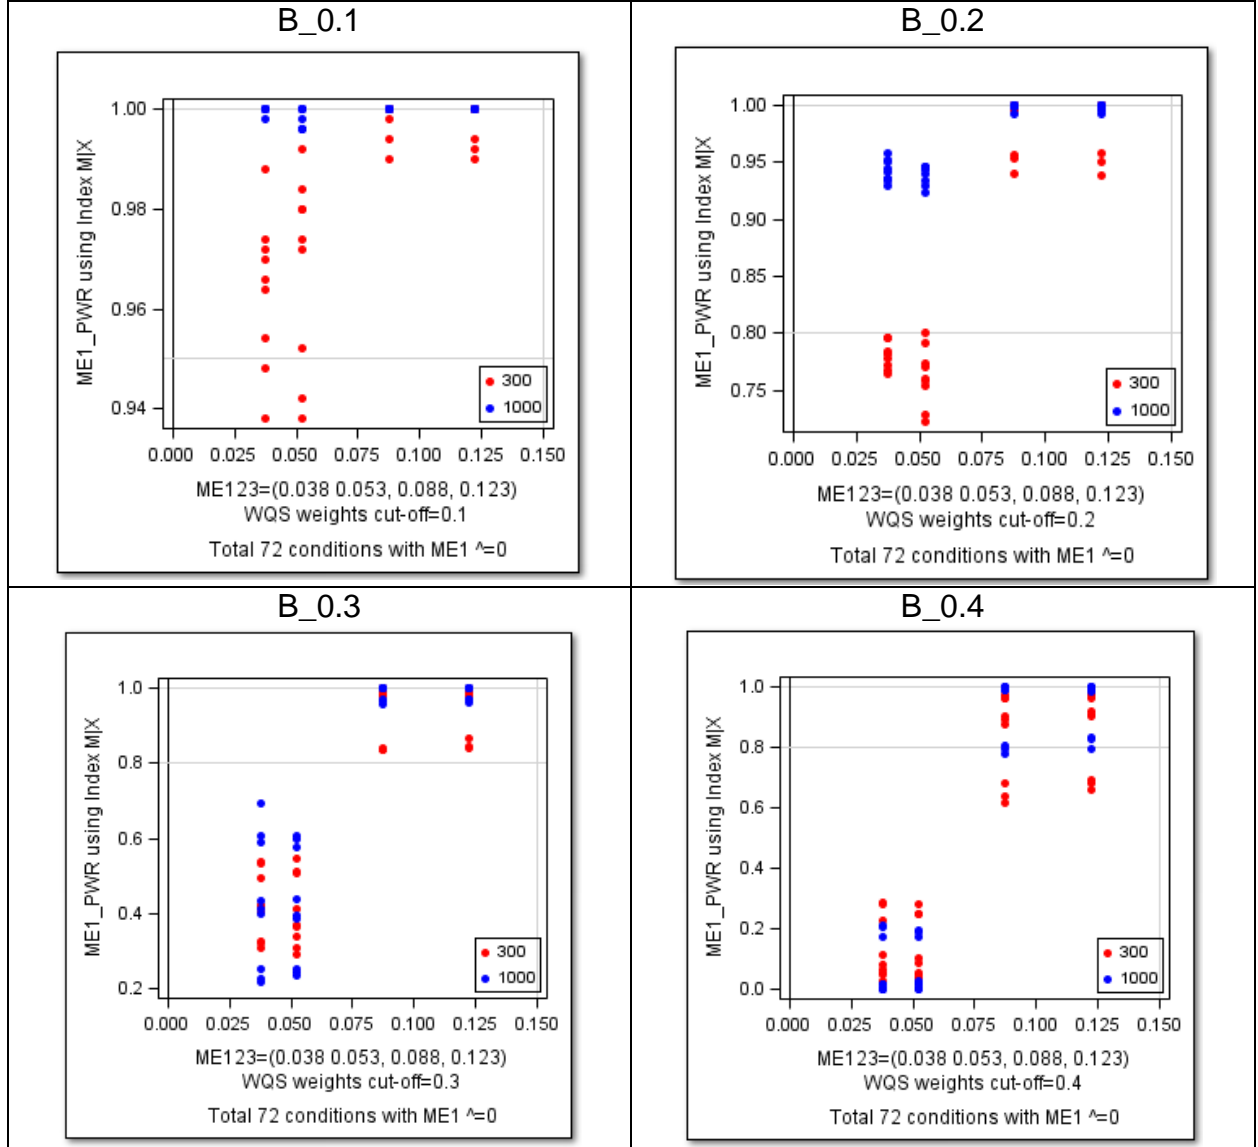 B_0.1
ME1_PWR using Index M|X
1.00
0.98
0.96
0.94
300
1000
0.000 0.025 0.050 0.075 0.100 0.125 0.150
ME123=(0.038 0.053, 0.088, 0.123)
WQS weights cut-off=0.1
Total 72 conditions with ME1 ^=0
B_0.2
ME1_PWR using Index M|X
1.00
0.95
0.90
0.85
0.80
0.75
300
1000
0.000 0.025 0.050 0.075 0.100 0.125 0.150
ME123=(0.038 0.053, 0.088, 0.123)
WQS weights cut-off=0.2
Total 72 conditions with ME1 ^=0
B_0.3
ME1_PWR using Index M|X
1.0
0.8
0.6
0.4
0.2
300
1000
0.000 0.025 0.050 0.075 0.100 0.125 0.150
ME123=(0.038 0.053, 0.088, 0.123)
WQS weights cut-off=0.3
Total 72 conditions with ME1 ^=0
B_0.4
ME1_PWR using Index M|X
1.0
0.8
0.6
0.4
0.2
0.0
300
1000
0.000 0.025 0.050 0.075 0.100 0.125 0.150
ME123=(0.038 0.053, 0.088, 0.123)
WQS weights cut-off=0.4
Total 72 conditions with ME1 ^=0